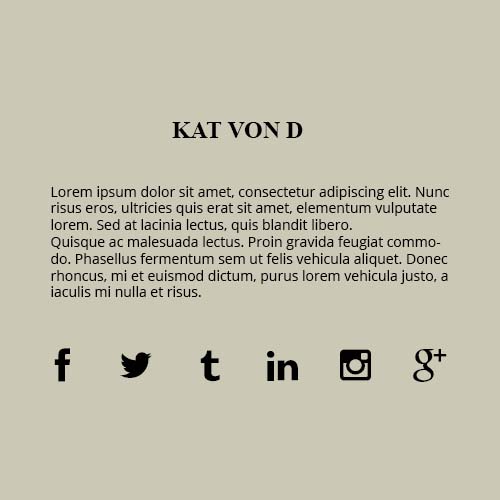 KAT VON D
Lorem ipsum dolor sit amet, consectetur adipiscing elit. Nunc
risus eros, ultricies quis erat sit amet, elementum vulputate
lorem. Sed at lacinia lectus, quis blandit libero.
Quisque ac malesuada lectus. Proin gravida feugiat commo-
do. Phasellus fermentum sem ut felis vehicula aliquet. Donec
rhoncus, mi et euismod dictum, purus lorem vehicula justo, a
iaculis mi nulla et risus.
f t in g+